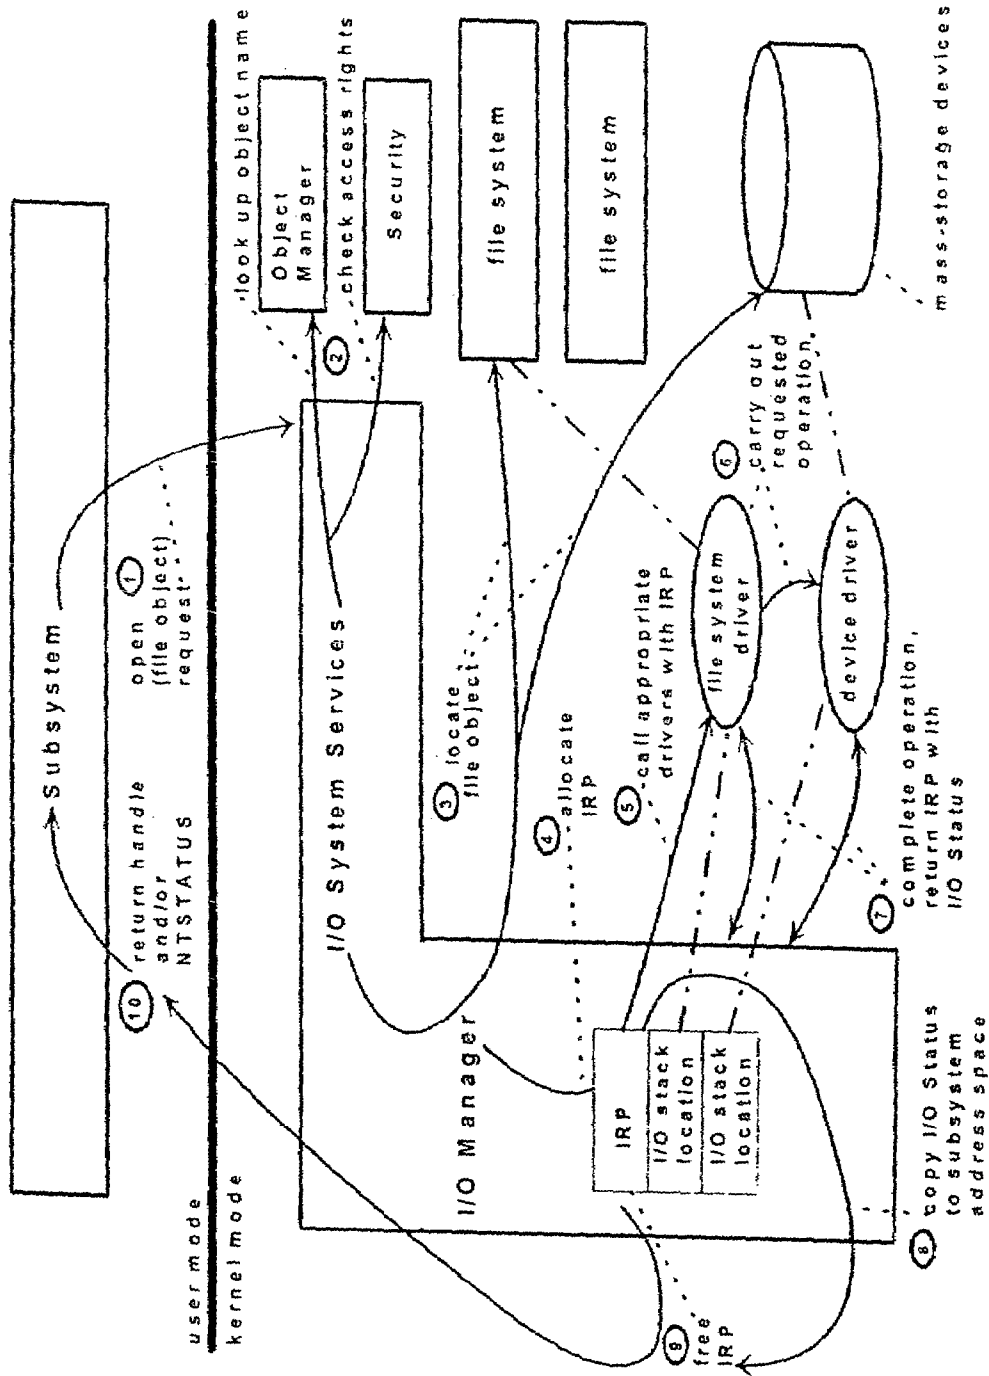 Subsystem
① open
(file object)
request
⑩ return handle
and/or
NTSTATUS
user mode
kernel mode
look up object name
Object
Manager
②
check access rights
Security
I/O System Services
file system
file system
③ locate
file object
④ allocate
IRP
⑤ call appropriate
drivers with IRP
I/O Manager
IRP
I/O stack
location
I/O stack
location
file system
driver
⑥ carry out
requested
operation
device driver
mass-storage devices
⑦ complete operation,
return IRP with
I/O Status
⑧ copy I/O Status
to subsystem
address space
⑨ free
IRP